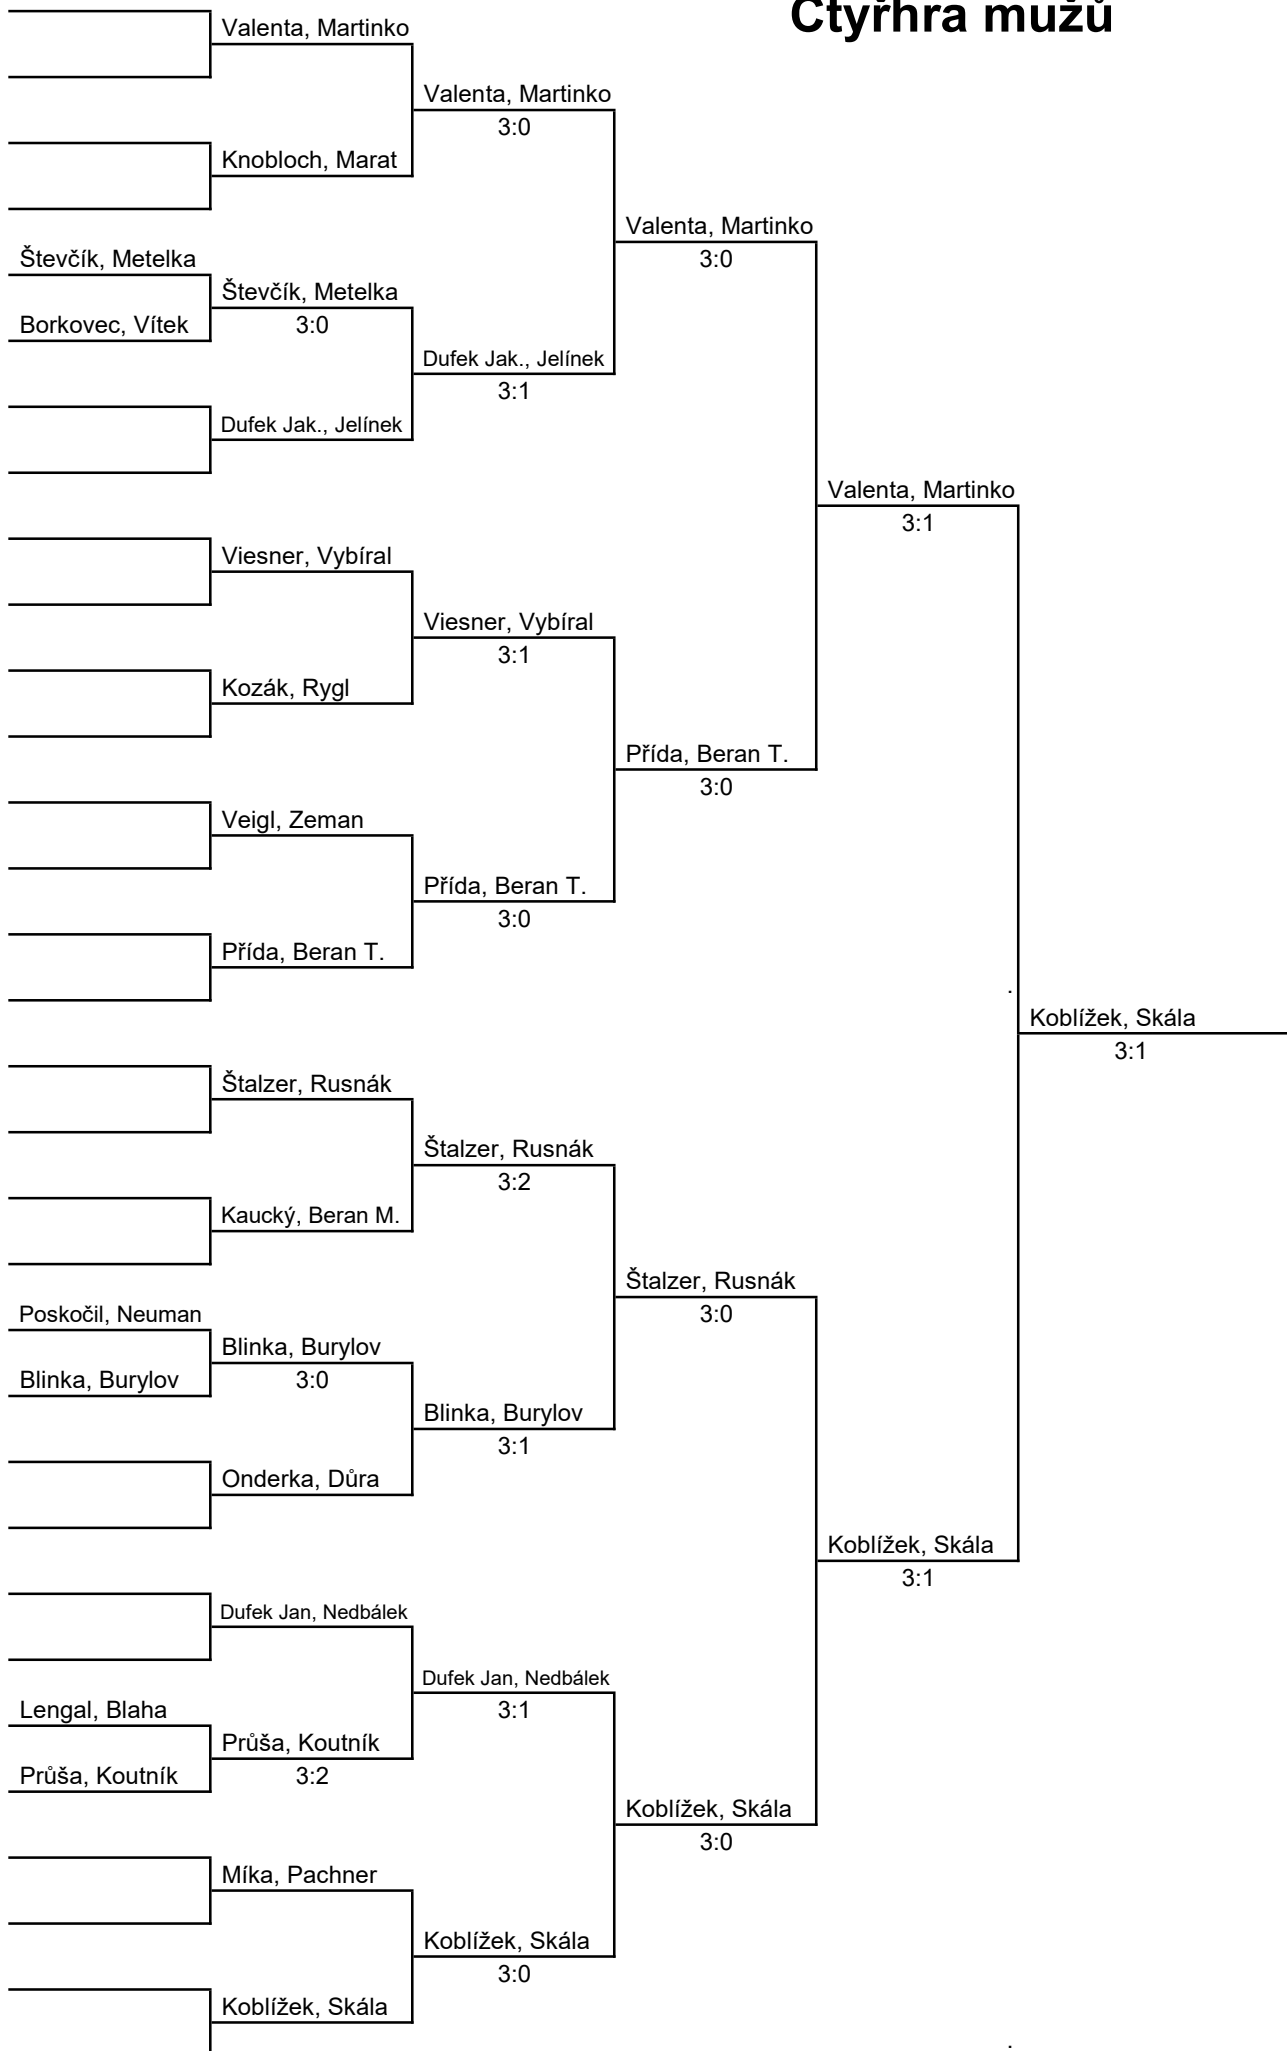 Čtyřhra mužů
Valenta, Martinko
Valenta, Martinko
3:0
Knobloch, Marat
Valenta, Martinko
3:0
Števčík, Metelka
Števčík, Metelka
3:0
Borkovec, Vítek
Dufek Jak., Jelínek
3:1
Dufek Jak., Jelínek
Valenta, Martinko
3:1
Viesner, Vybíral
Viesner, Vybíral
3:1
Kozák, Rygl
Přída, Beran T.
3:0
Veigl, Zeman
Přída, Beran T.
3:0
Přída, Beran T.
.
Koblížek, Skála
3:1
Štalzer, Rusnák
Štalzer, Rusnák
3:2
Kaucký, Beran M.
Štalzer, Rusnák
3:0
Poskočil, Neuman
Blinka, Burylov
3:0
Blinka, Burylov
Blinka, Burylov
3:1
Onderka, Důra
Koblížek, Skála
3:1
Dufek Jan, Nedbálek
Dufek Jan, Nedbálek
3:1
Lengal, Blaha
Průša, Koutník
3:2
Průša, Koutník
Koblížek, Skála
3:0
Míka, Pachner
Koblížek, Skála
3:0
Koblížek, Skála
.